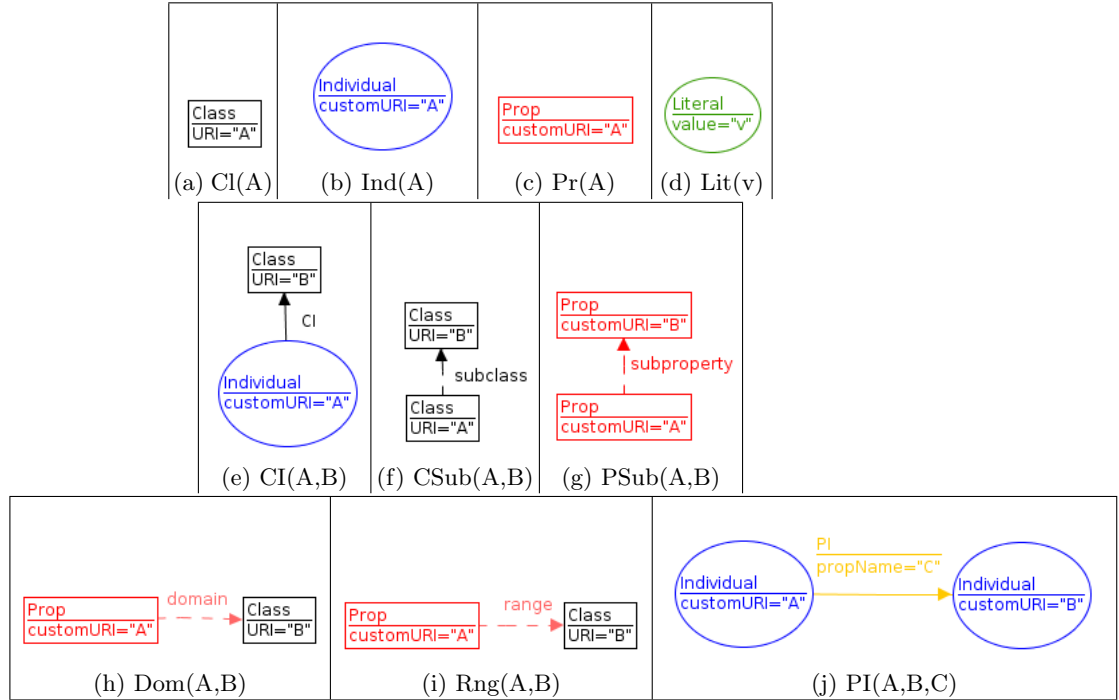 Class
URI="A"
(a) Cl(A)
Individual
customURI="A"
(b) Ind(A)
Prop
customURI="A"
(c) Pr(A)
Literal
value="v"
(d) Lit(v)
Class
URI="B"
CI
Individual
customURI="A"
(e) CI(A,B)
Class
URI="B"
subclass
Class
URI="A"
(f) CSub(A,B)
Prop
customURI="B"
subproperty
Prop
customURI="A"
(g) PSub(A,B)
Prop
customURI="A"
domain
Class
URI="B"
(h) Dom(A,B)
Prop
customURI="A"
range
Class
URI="B"
(i) Rng(A,B)
Individual
customURI="A"
PI
propName="C"
Individual
customURI="B"
(j) PI(A,B,C)